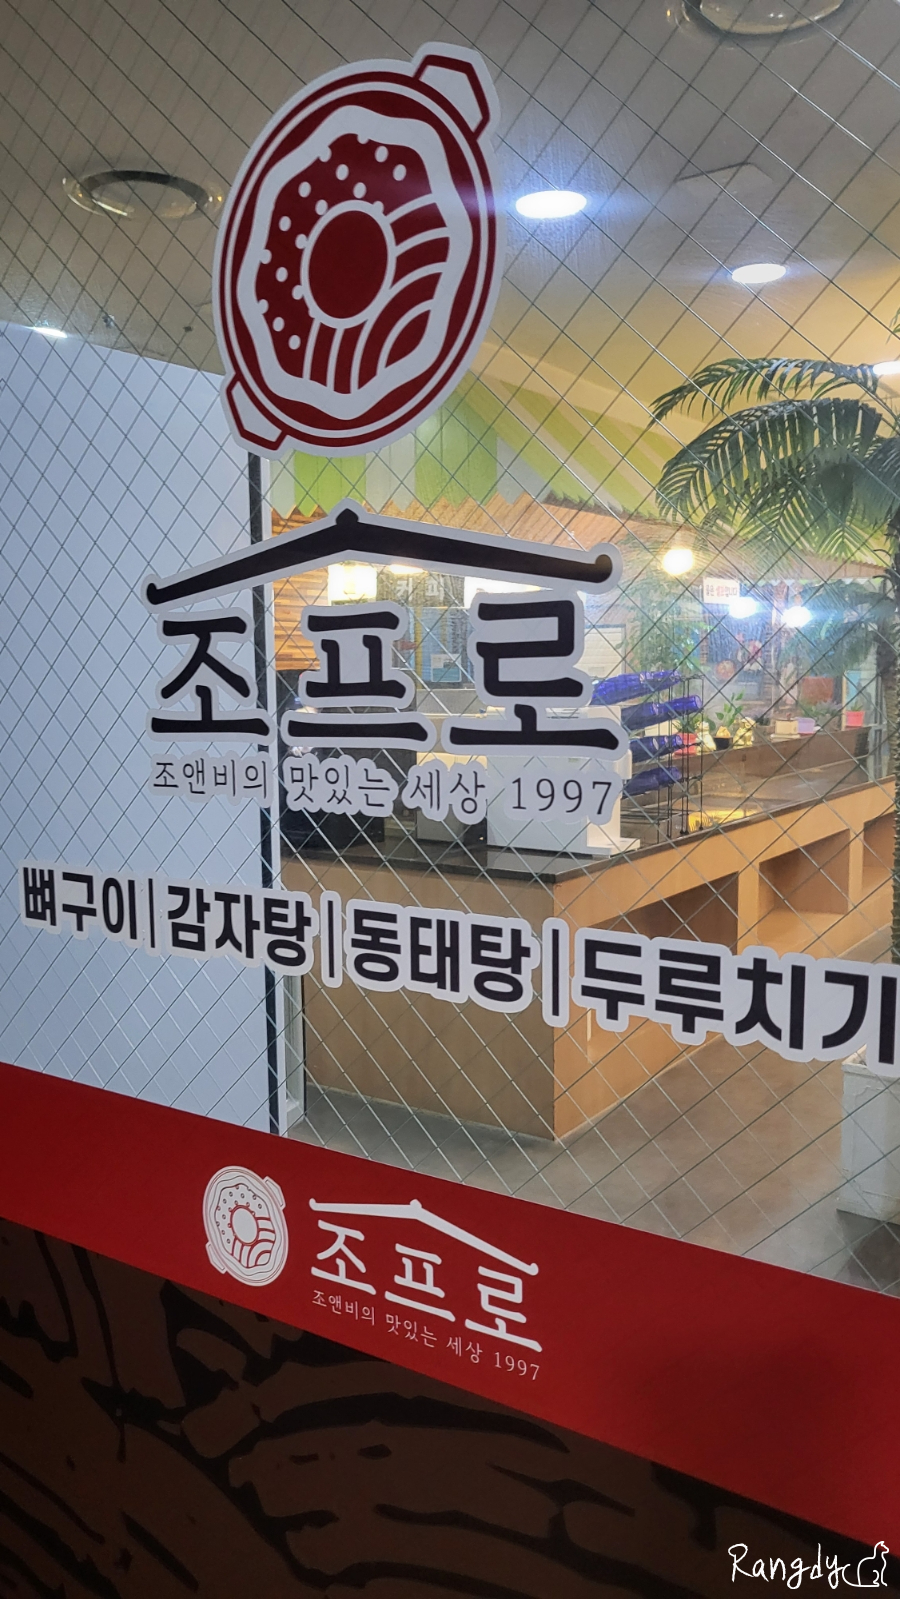 조프로
조앤비의 맛있는 세상 1997
뼈구이|감자탕|동태탕|두루치기
조프로
조앤비의 맛있는 세상 1997
Rangdy